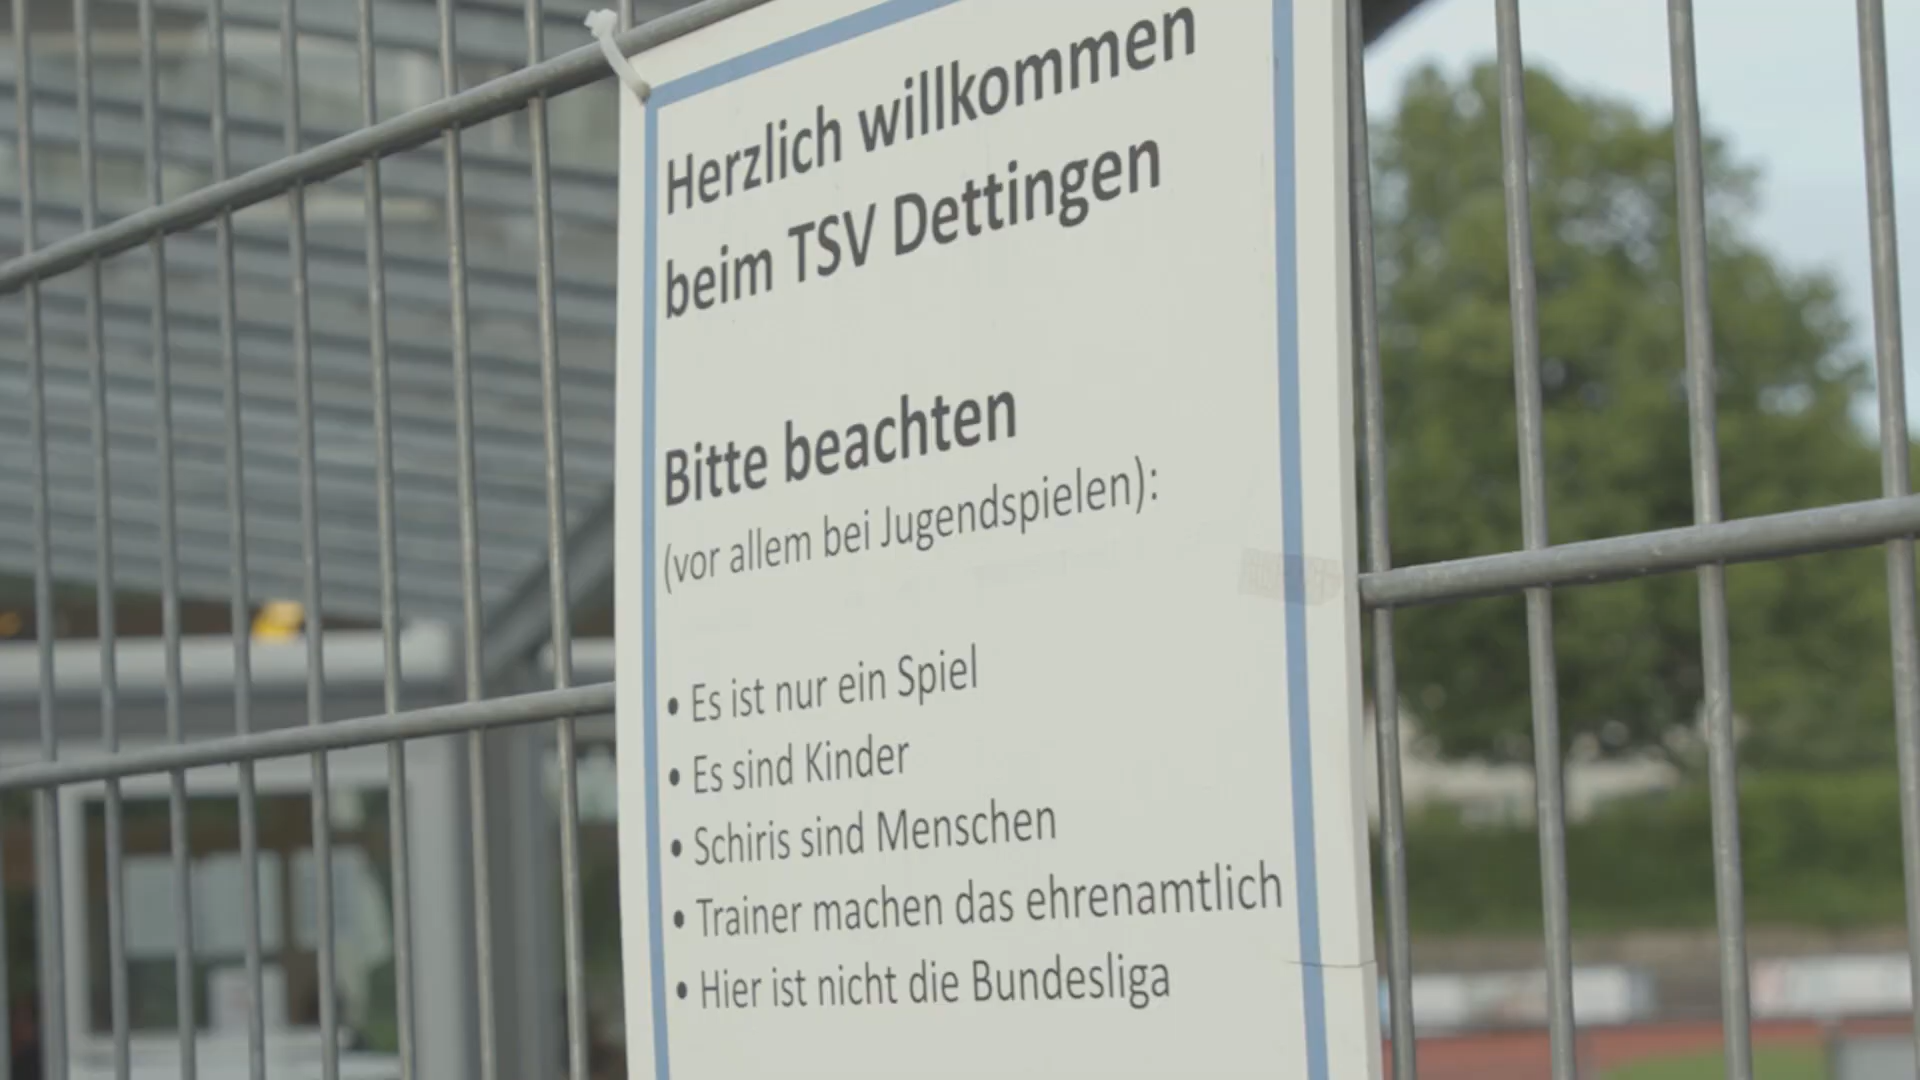 Herzlich willkommen
beim TSV Dettingen
Bitte beachten
(vor allem bei Jugendspielen):
• Es ist nur ein Spiel
• Es sind Kinder
• Schiris sind Menschen
• Trainer machen das ehrenamtlich
• Hier ist nicht die Bundesliga